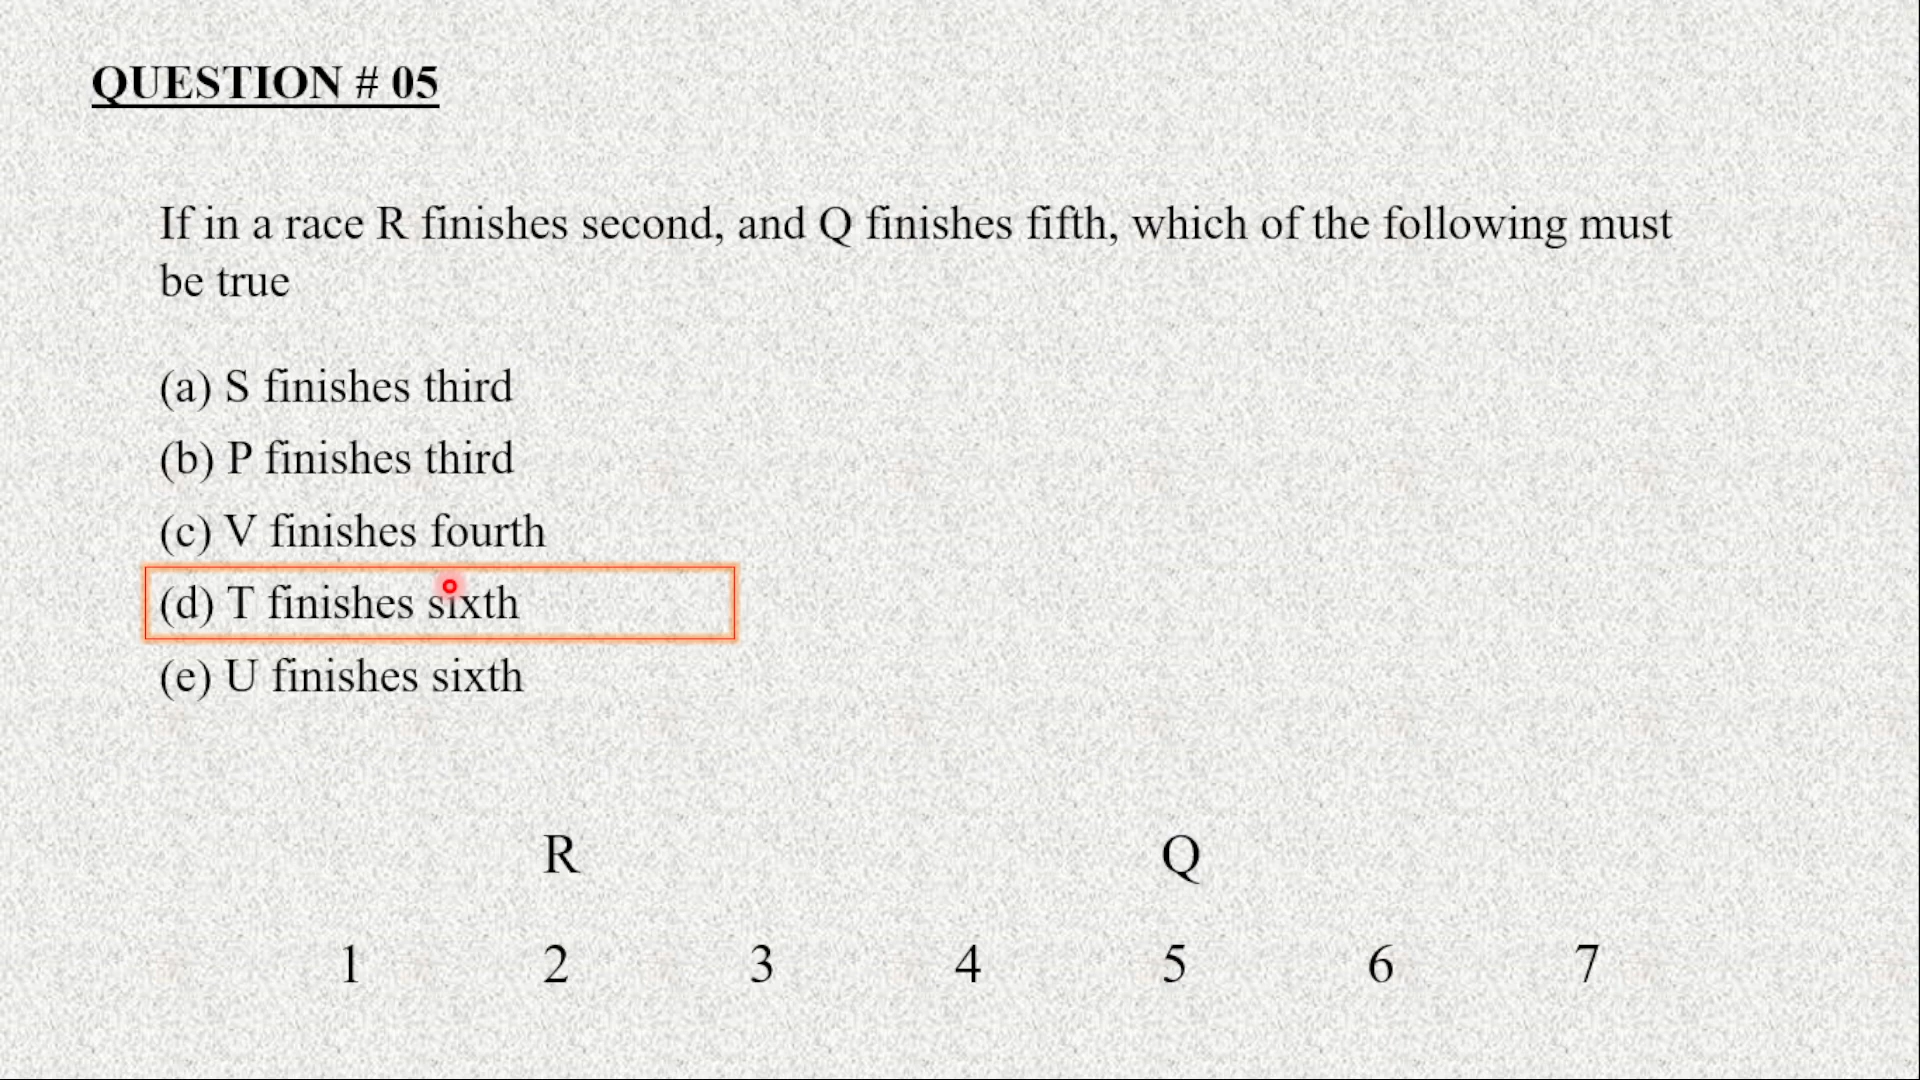 QUESTION # 05
If in a race R finishes second, and Q finishes fifth, which of the following must
be true
(a) S finishes third
(b) P finishes third
(c) V finishes fourth
(d) T finishes sixth
(e) U finishes sixth
R Q
1 2 3 4 5 6 7